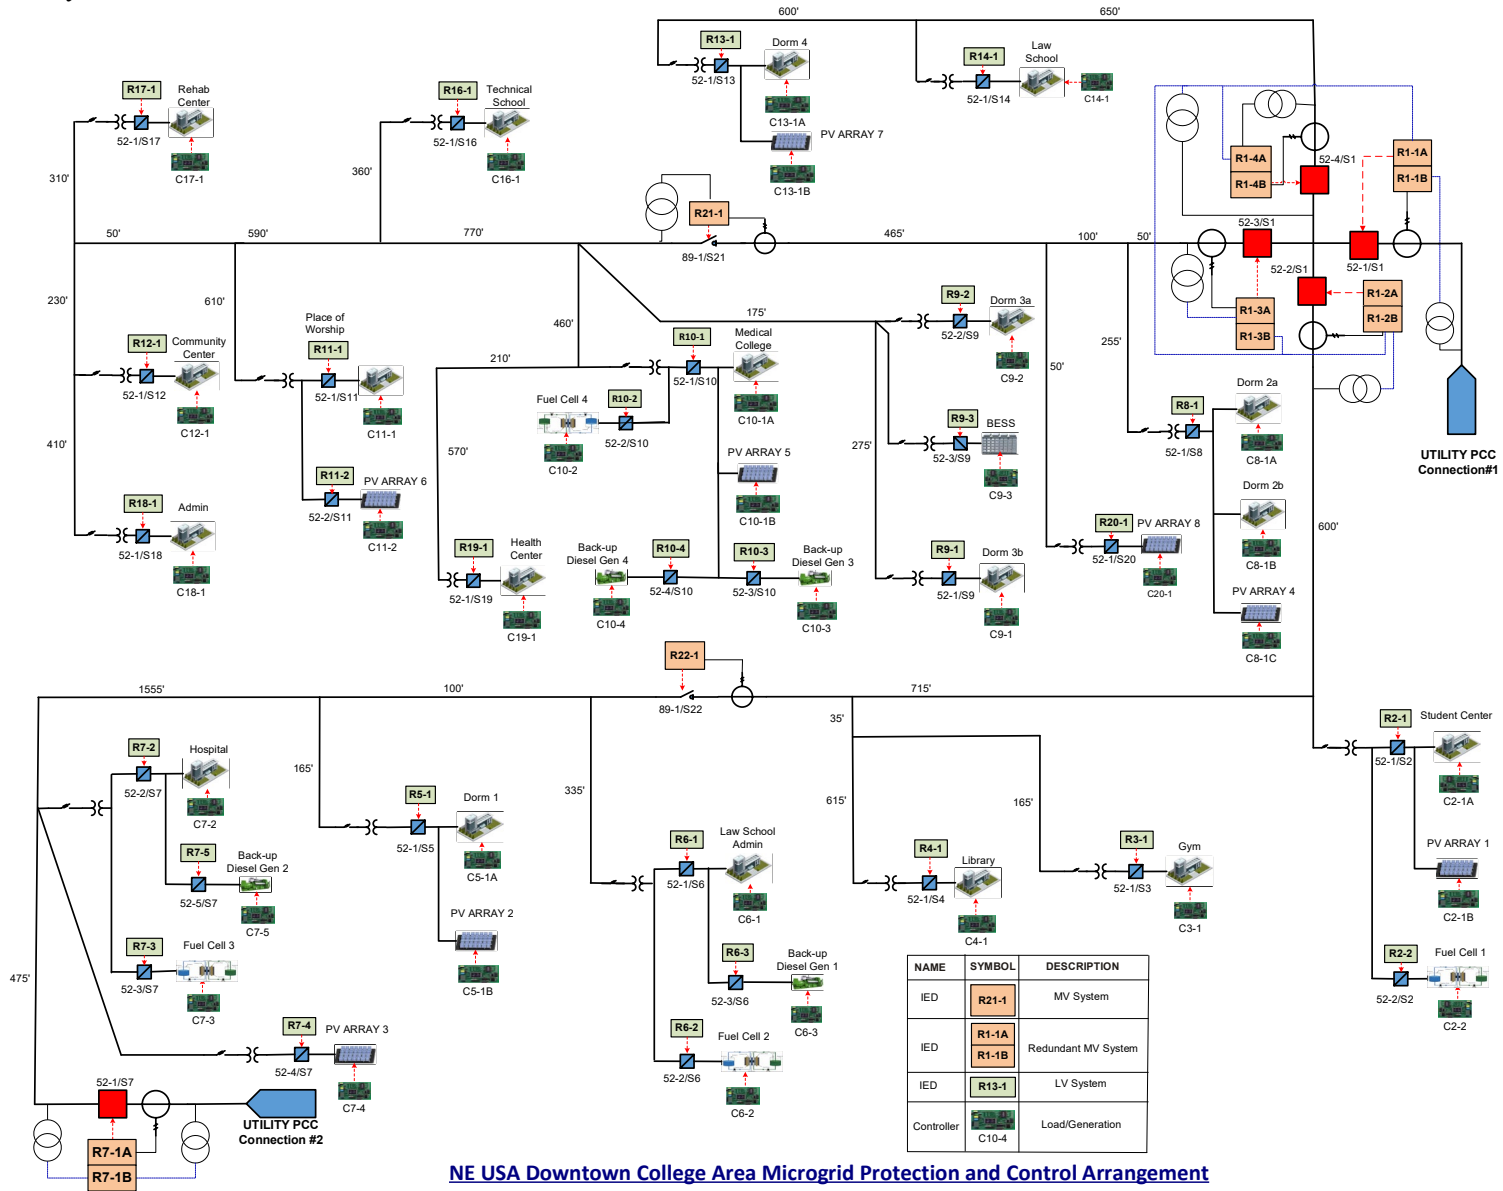 600'
650'
R13-1
Dorm 4
52-1/S13
C13-1A
PV ARRAY 7
C13-1B
R14-1
Law
School
52-1/S14
C14-1
R17-1
Rehab
Center
52-1/S17
C17-1
R16-1
Technical
School
52-1/S16
C16-1
310'
360'
R1-4A
R1-4B
52-4/S1
R1-1A
R1-1B
52-3/S1
52-2/S1
52-1/S1
R1-2A
R1-2B
R1-3A
R1-3B
R21-1
89-1/S21
50'
590'
770'
465'
100'
50'
230'
610'
460'
175'
210'
50'
255'
275'
570'
410'
600'
UTILITY PCC
Connection#1
R12-1
Community
Center
52-1/S12
C12-1
Place of
Worship
R11-1
52-1/S11
C11-1
R11-2
PV ARRAY 6
52-2/S11
C11-2
R18-1
Admin
52-1/S18
C18-1
R10-1
Medical
College
52-1/S10
C10-1A
Fuel Cell 4
R10-2
52-2/S10
C10-2
PV ARRAY 5
C10-1B
R19-1
Health
Center
52-1/S19
C19-1
Back-up
Diesel Gen 4
R10-4
52-4/S10
C10-4
R10-3
Back-up
Diesel Gen 3
52-3/S10
C10-3
R9-2
Dorm 3a
52-2/S9
C9-2
R9-3
BESS
52-3/S9
C9-3
R9-1
Dorm 3b
52-1/S9
C9-1
R20-1
PV ARRAY 8
52-1/S20
C20-1
R8-1
Dorm 2a
52-1/S8
C8-1A
Dorm 2b
C8-1B
PV ARRAY 4
C8-1C
R22-1
89-1/S22
1555'
100'
715'
35'
165'
335'
615'
165'
475'
R7-2
Hospital
52-2/S7
C7-2
R7-5
Back-up
Diesel Gen 2
52-5/S7
C7-5
R7-3
Fuel Cell 3
52-3/S7
C7-3
R7-4
PV ARRAY 3
52-4/S7
C7-4
52-1/S7
R7-1A
R7-1B
UTILITY PCC
Connection #2
R5-1
Dorm 1
52-1/S5
C5-1A
PV ARRAY 2
C5-1B
R6-1
Law School
Admin
52-1/S6
C6-1
R6-3
Back-up
Diesel Gen 1
52-3/S6
C6-3
R6-2
Fuel Cell 2
52-2/S6
C6-2
R4-1
Library
52-1/S4
C4-1
R3-1
Gym
52-1/S3
C3-1
R2-1
Student Center
52-1/S2
C2-1A
PV ARRAY 1
C2-1B
R2-2
Fuel Cell 1
52-2/S2
C2-2
NAME SYMBOL DESCRIPTION
IED R21-1 MV System
IED R1-1A R1-1B Redundant MV System
IED R13-1 LV System
Controller C10-4 Load/Generation
NE USA Downtown College Area Microgrid Protection and Control Arrangement